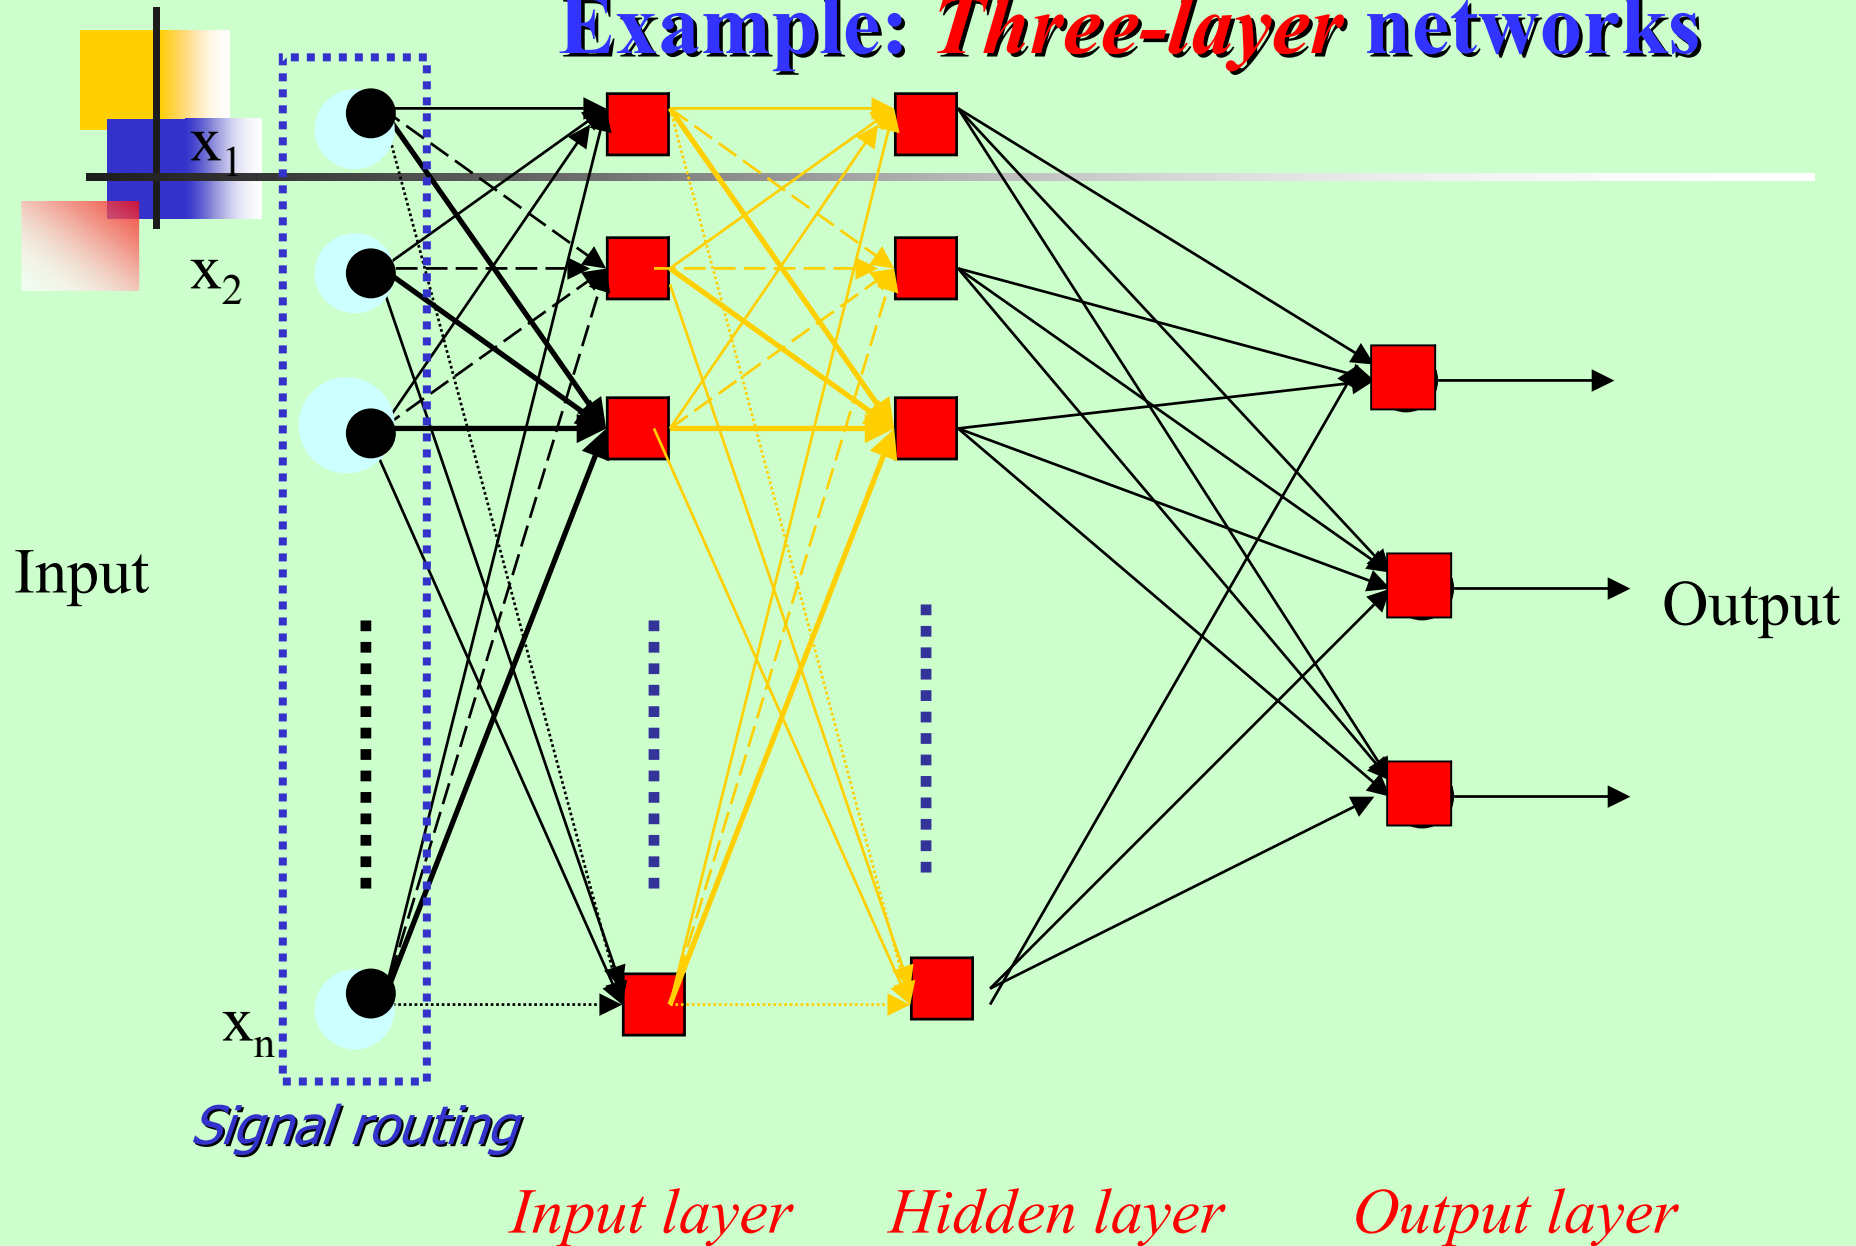 Example: Three-layer networks
x₁
x₂
Input
Output
xₙ
Signal routing
Input layer
Hidden layer
Output layer